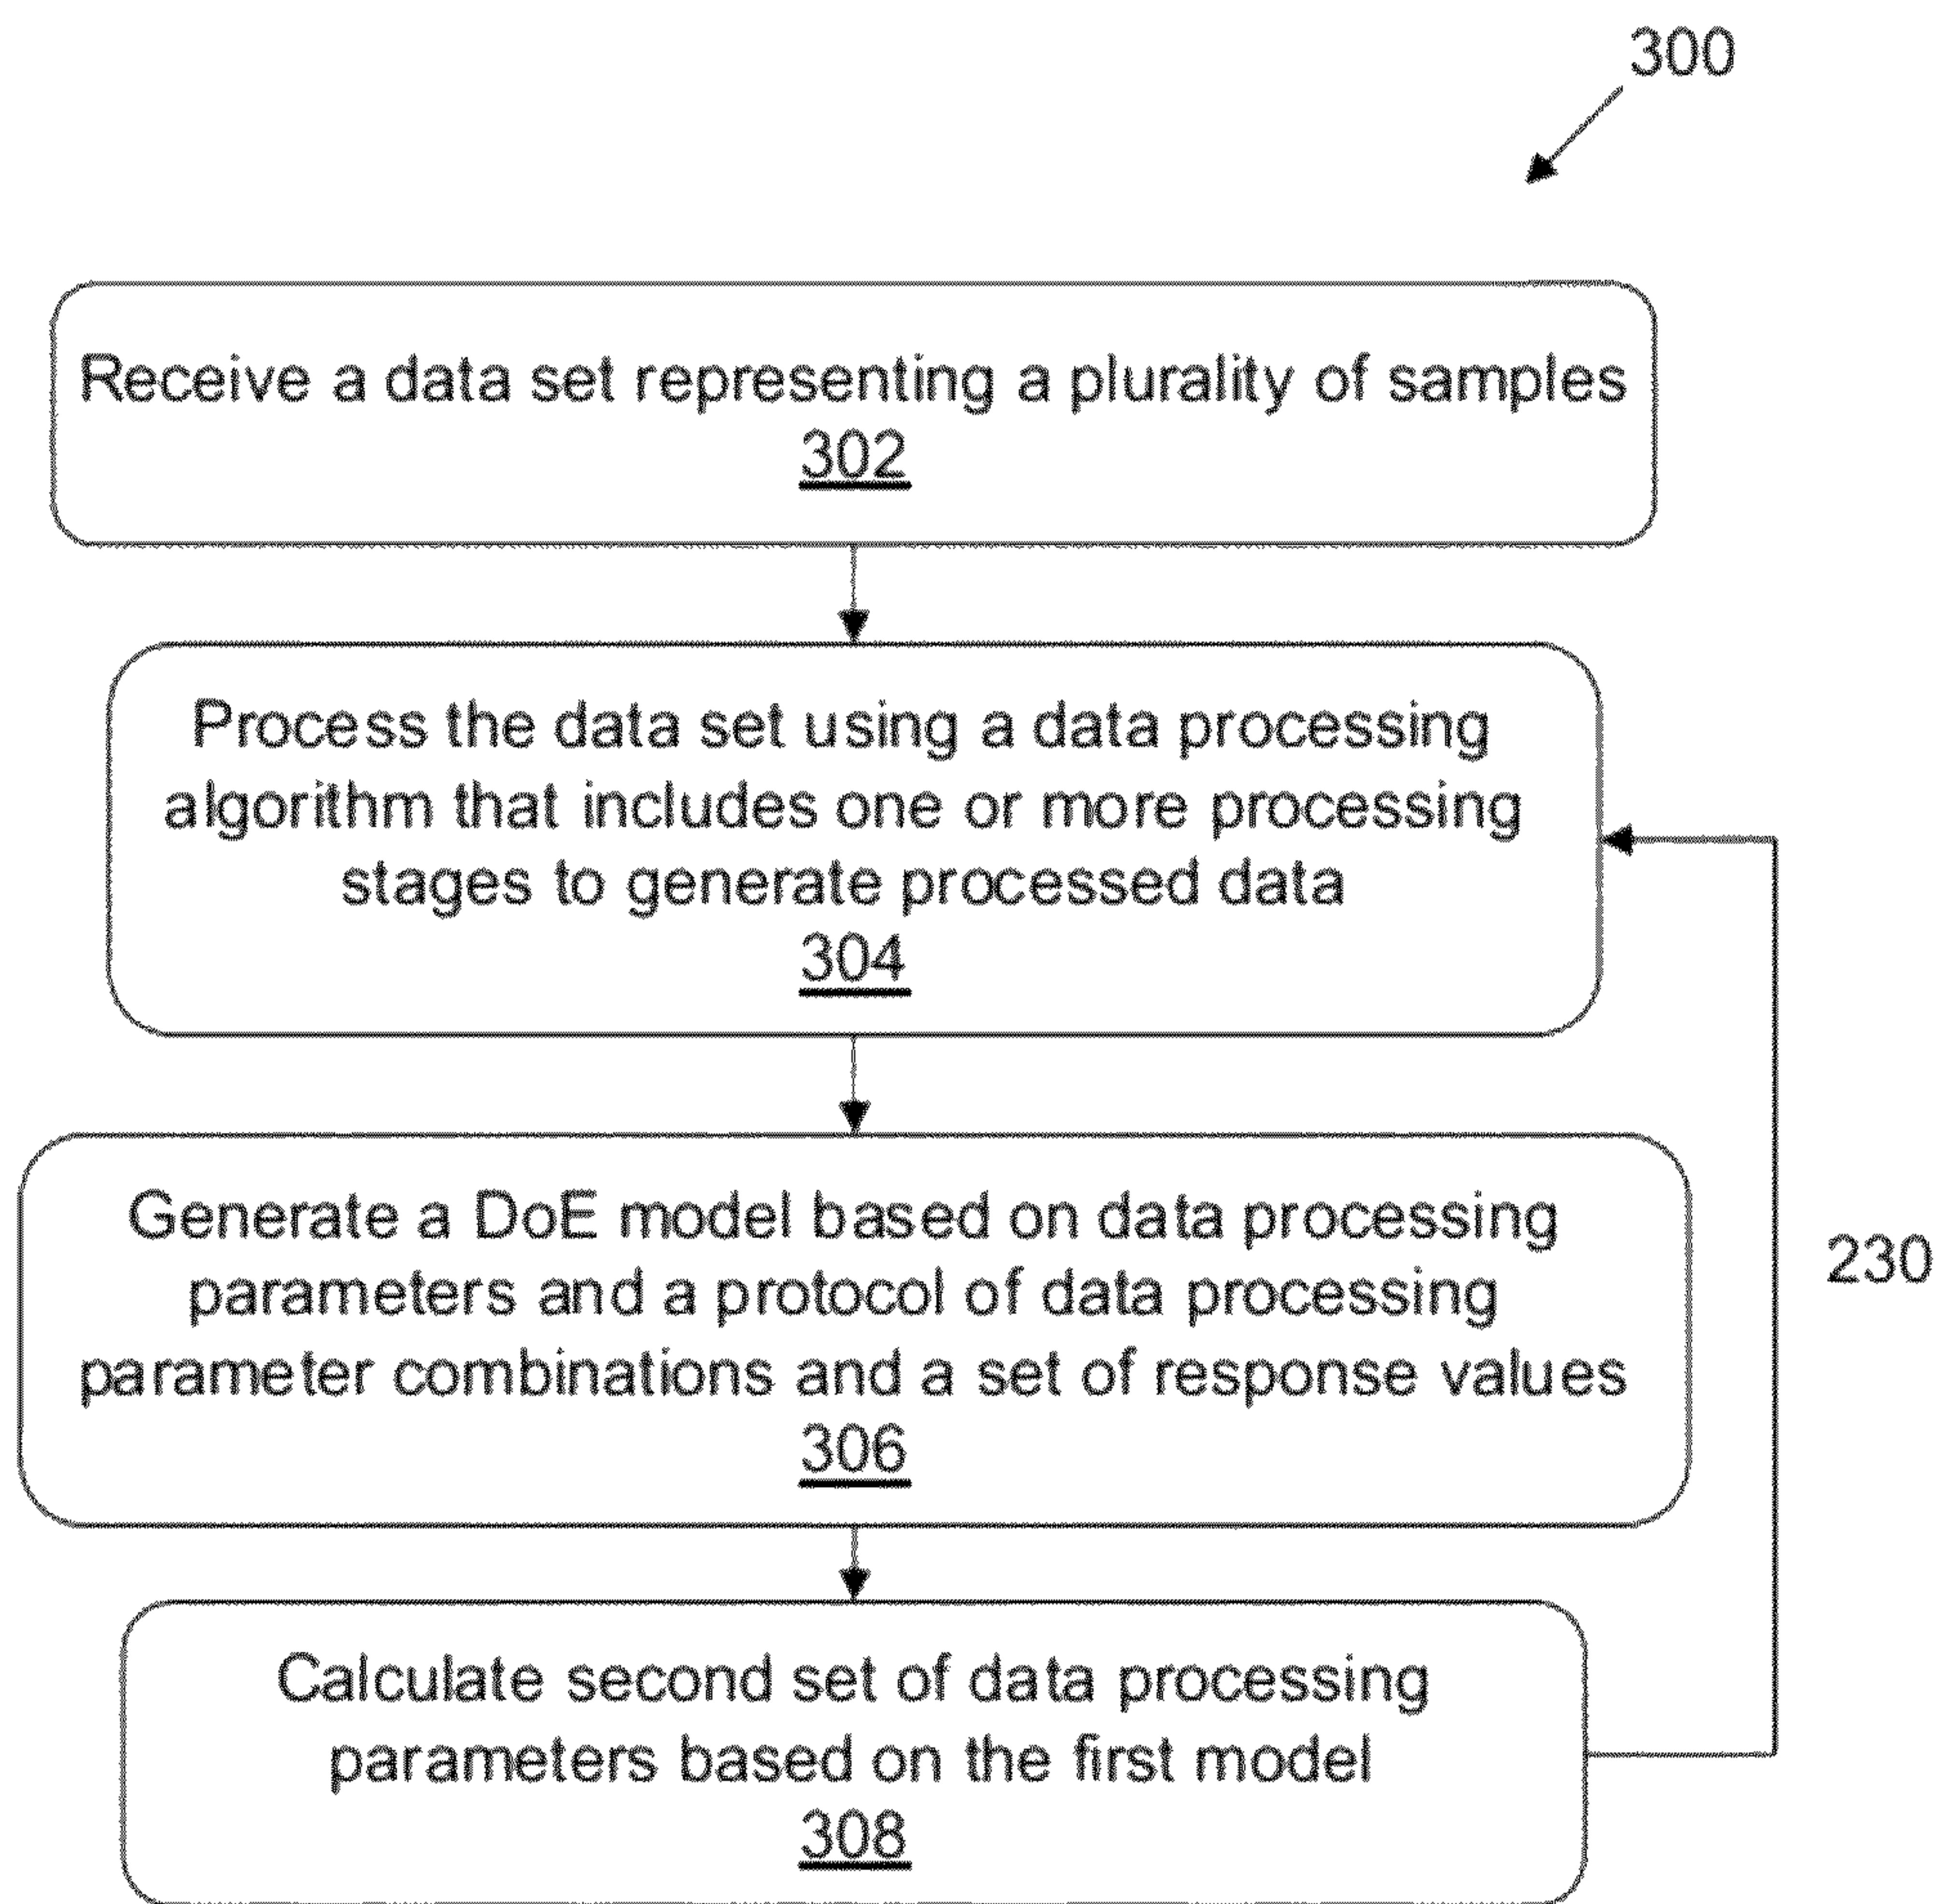 300
Receive a data set representing a plurality of samples
302
Process the data set using a data processing
algorithm that includes one or more processing
stages to generate processed data
304
Generate a DoE model based on data processing
parameters and a protocol of data processing
parameter combinations and a set of response values
306
230
Calculate second set of data processing
parameters based on the first model
308